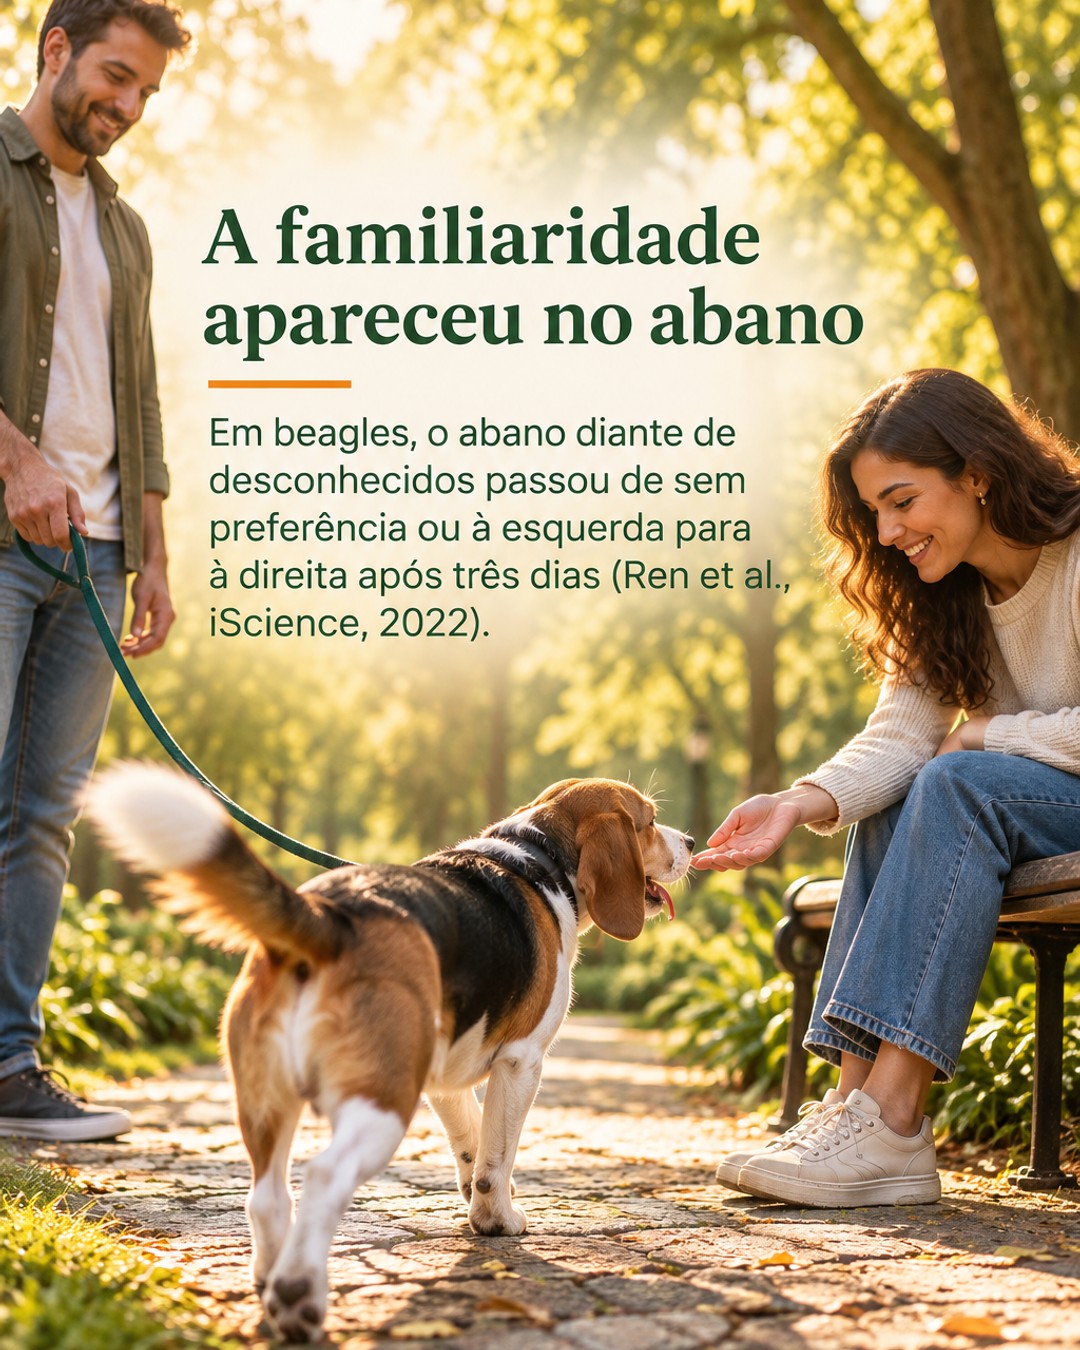 A familiaridade
apareceu no abano
Em beagles, o abano diante de
desconhecidos passou de sem
preferência ou à esquerda para
à direita após três dias (Ren et al.,
iScience, 2022).